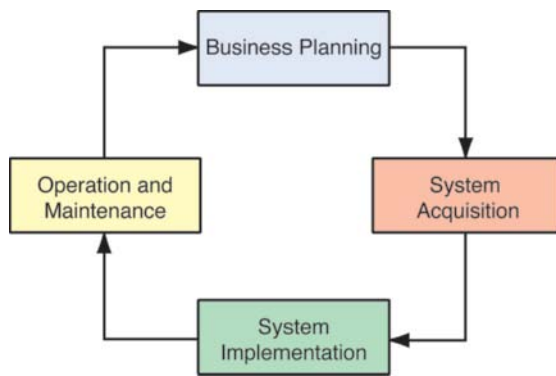 Business Planning
Operation and
Maintenance
System
Acquisition
System
Implementation